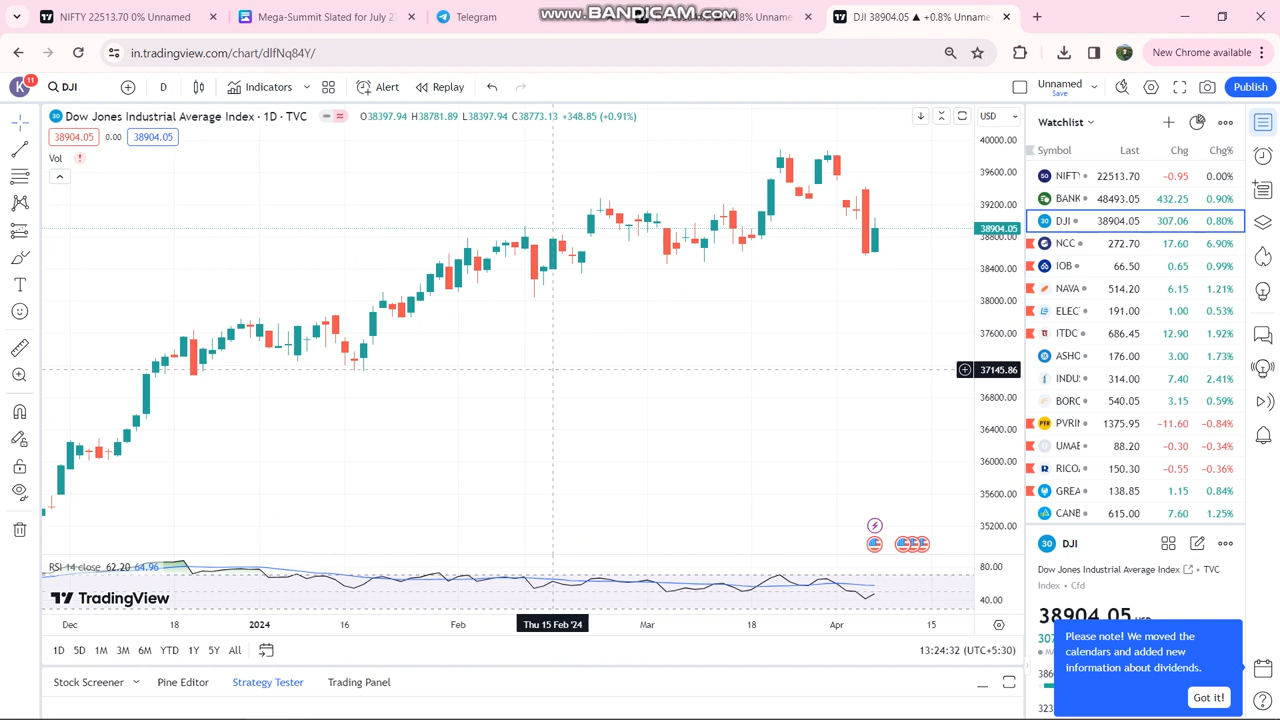 NIFTY 22513.70 ▼ Unnamed
Mega-Summit Slated for July 2
Telegram
WWW.BANDICAM.COM
.8% Unname
DJI 38904.05 ▲ +0.8% Unname
in.tradingview.com/chart/dlfNq84Y/
New Chrome available
K
11
DJI
D
Indicators
Alert
Replay
Unnamed
Save
Publish
30 Dow Jones Industrial Average Index · 1D · TVC
O38397.94 H38781.89 L38397.94 C38773.13 +348.85 (+0.91%)
USD
38904.05 0.00 38904.05
Vol
40000.00
39600.00
39200.00
38904.05
38800.00
38400.00
38000.00
37600.00
37145.86
36800.00
36400.00
36000.00
35600.00
35200.00
RSI 14 close 62.20 64.96
80.00
40.00
TradingView
Dec 18 2024 16 Feb Thu 15 Feb '24 Mar 18 Apr 15
1D 5D 1M 3M 6M YTD 1Y 5Y All
13:24:32 (UTC+5:30)
Stock Screener Pine Editor Strategy Tester Trading Panel
Watchlist
Symbol Last Chg Chg%
50 NIFTY 22513.70 −0.95 0.00%
BANK 48493.05 432.25 0.90%
30 DJI 38904.05 307.06 0.80%
NCC 272.70 17.60 6.90%
IOB 66.50 0.65 0.99%
NAVA 514.20 6.15 1.21%
ELEC 191.00 1.00 0.53%
ITDC 686.45 12.90 1.92%
ASHO 176.00 3.00 1.73%
INDU 314.00 7.40 2.41%
BORO 540.05 3.15 0.59%
PVRIN 1375.95 −11.60 −0.84%
UMAE 88.20 −0.30 −0.34%
RICO 150.30 −0.55 −0.36%
GREA 138.85 1.15 0.84%
CANB 615.00 7.60 1.25%
30 DJI
Dow Jones Industrial Average Index · TVC
Index · Cfd
38904.05
Please note! We moved the
calendars and added new
information about dividends.
Got it!